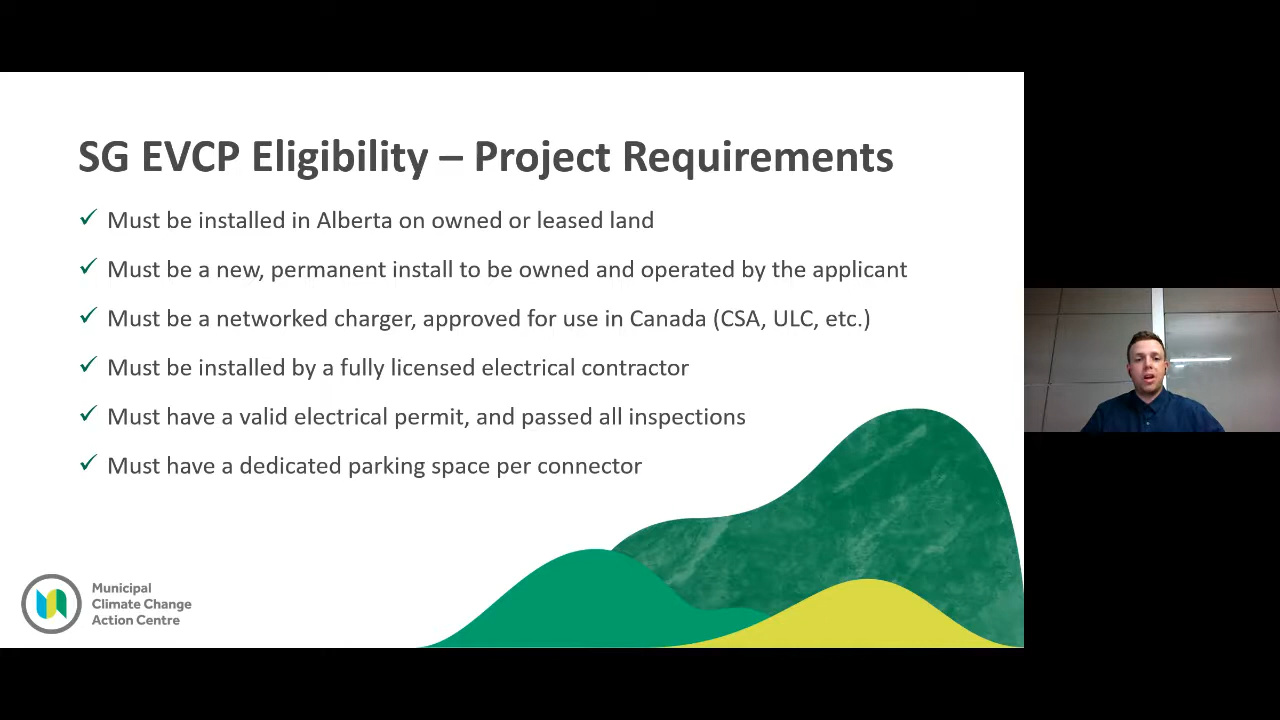 SG EVCP Eligibility – Project Requirements
✓ Must be installed in Alberta on owned or leased land
✓ Must be a new, permanent install to be owned and operated by the applicant
✓ Must be a networked charger, approved for use in Canada (CSA, ULC, etc.)
✓ Must be installed by a fully licensed electrical contractor
✓ Must have a valid electrical permit, and passed all inspections
✓ Must have a dedicated parking space per connector
Municipal
Climate Change
Action Centre